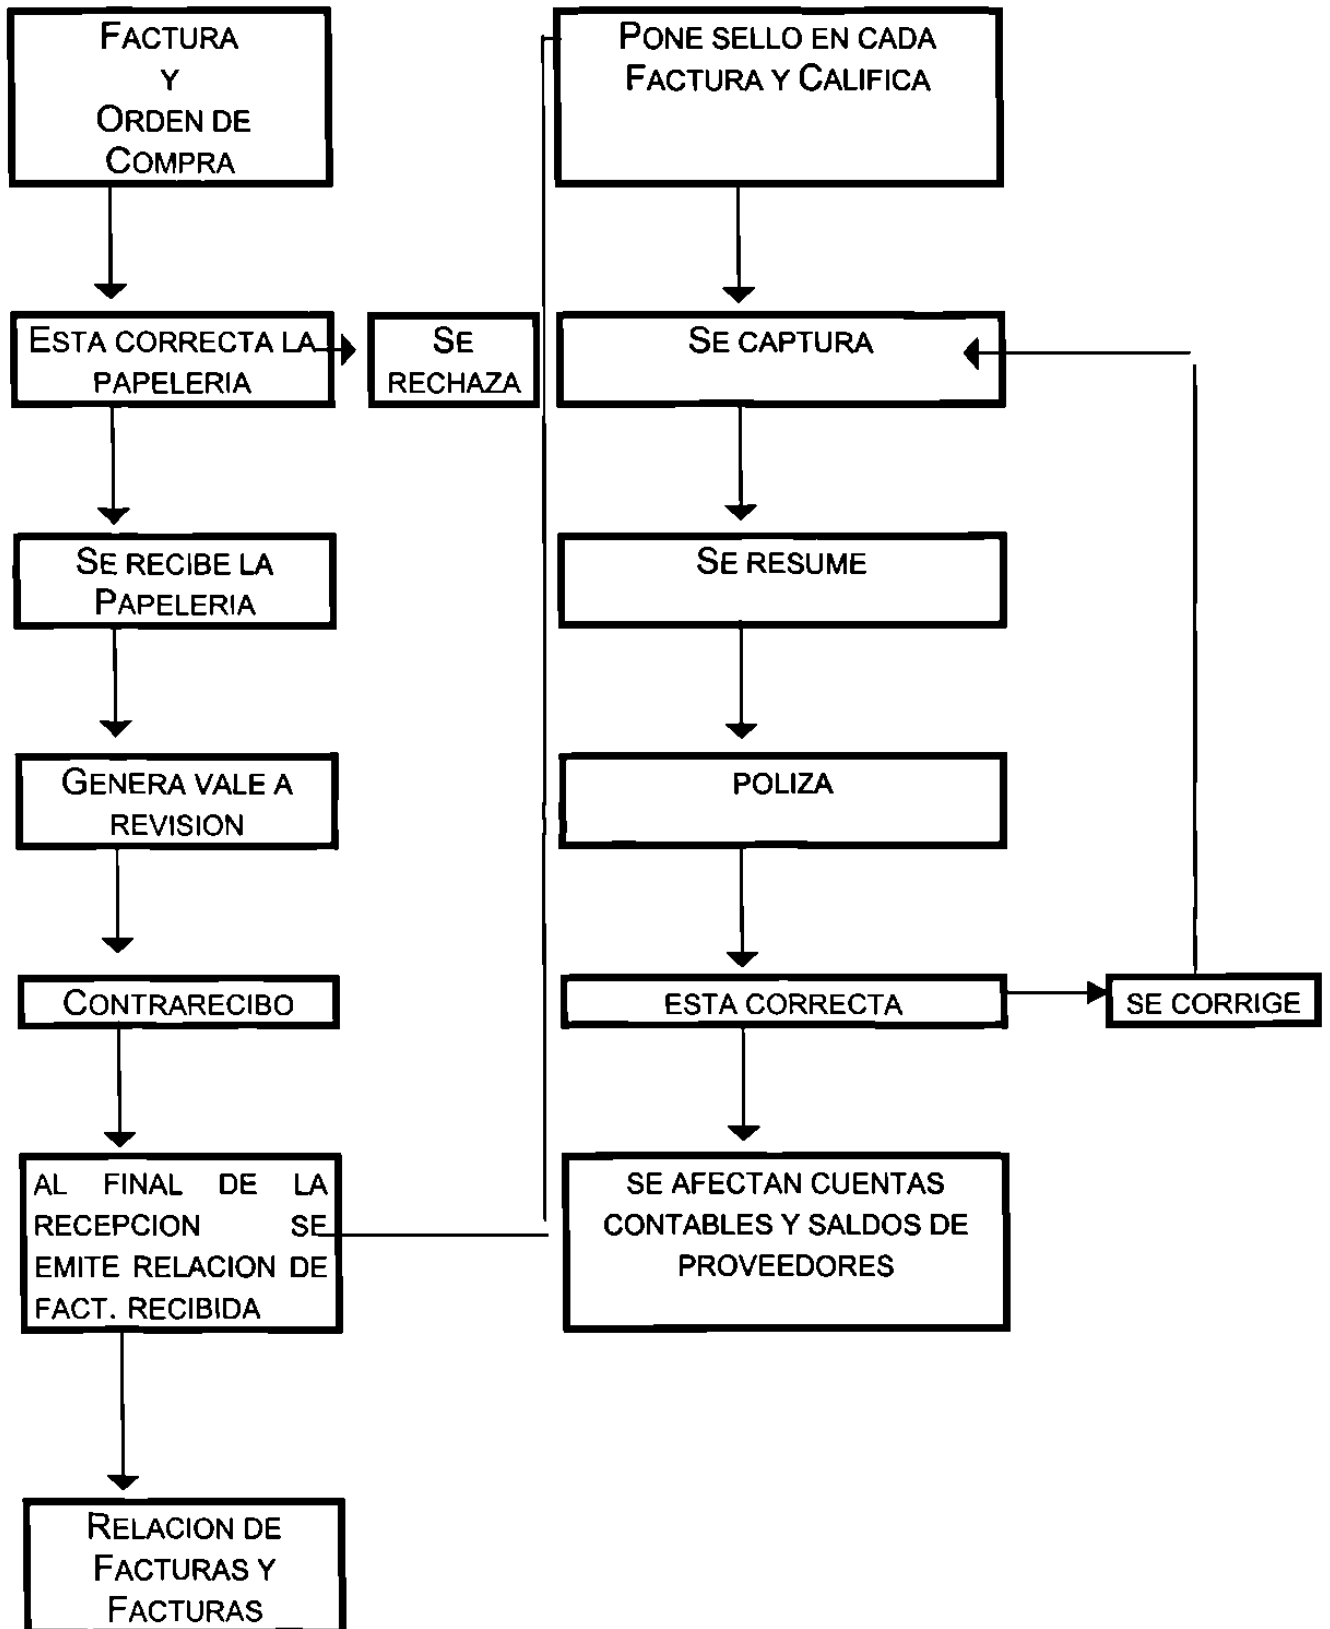 FACTURA
Y
ORDEN DE
COMPRA
ESTA CORRECTA LA
PAPELERIA
SE
RECHAZA
SE RECIBE LA
PAPELERIA
GENERA VALE A
REVISION
CONTRARECIBO
AL FINAL DE LA
RECEPCION SE
EMITE RELACION DE
FACT. RECIBIDA
RELACION DE
FACTURAS Y
FACTURAS
PONE SELLO EN CADA
FACTURA Y CALIFICA
SE CAPTURA
SE RESUME
POLIZA
ESTA CORRECTA
SE CORRIGE
SE AFECTAN CUENTAS
CONTABLES Y SALDOS DE
PROVEEDORES